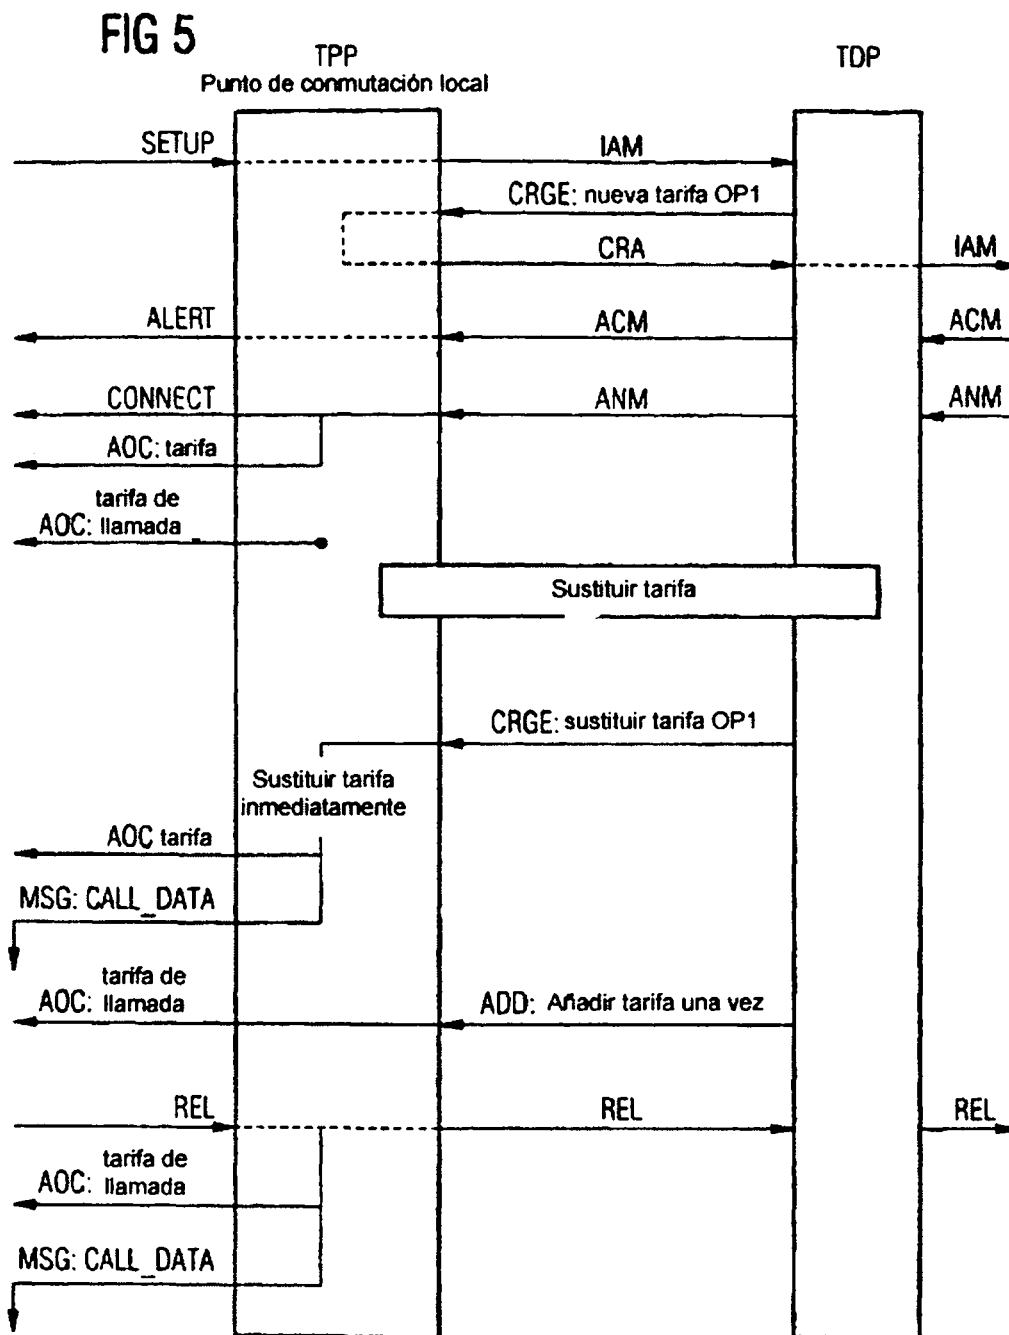 FIG 5
TPP
Punto de conmutación local
TDP
SETUP
IAM
CRGE: nueva tarifa OP1
CRA
IAM
ALERT
ACM
ACM
CONNECT
ANM
ANM
AOC: tarifa
tarifa de
AOC: llamada
Sustituir tarifa
CRGE: sustituir tarifa OP1
Sustituir tarifa
inmediatamente
AOC tarifa
MSG: CALL_DATA
tarifa de
AOC: llamada
ADD: Añadir tarifa una vez
REL
REL
REL
tarifa de
AOC: llamada
MSG: CALL_DATA